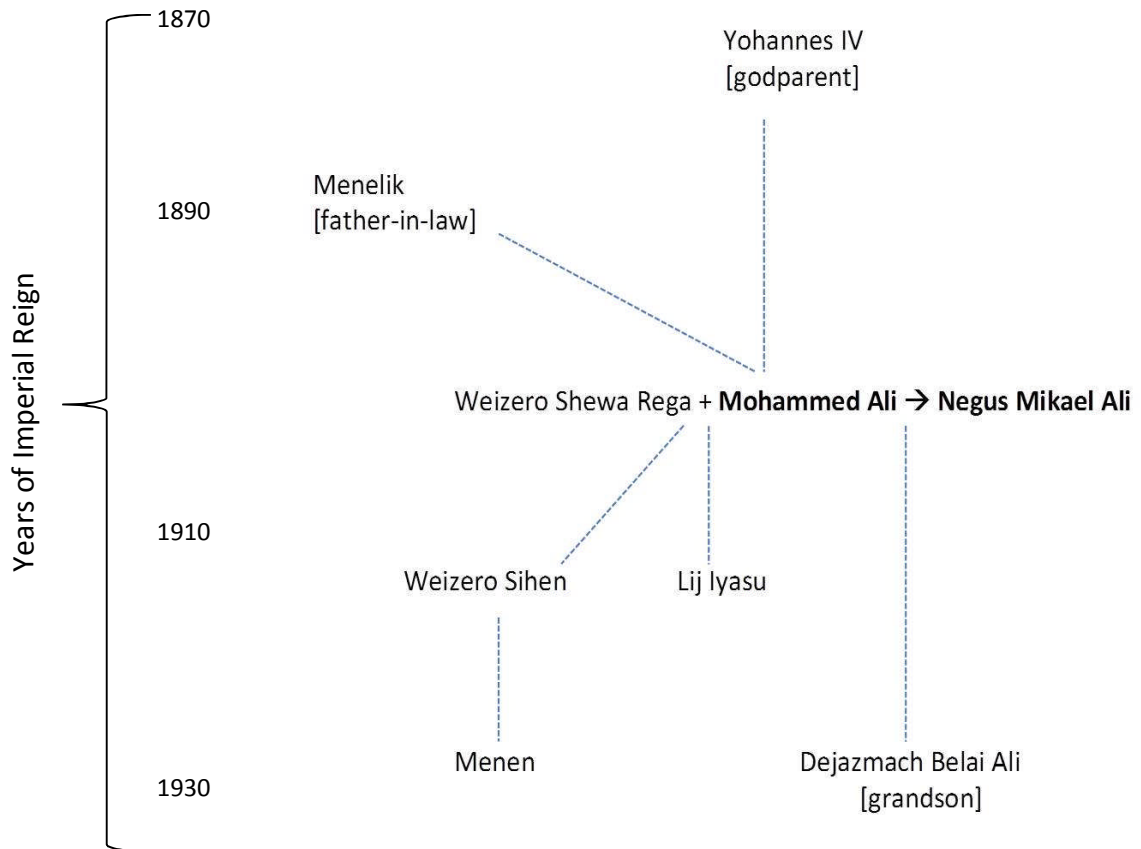 1870
Yohannes IV
[godparent]
Menelik
[father-in-law]
1890
Years of Imperial Reign
Weizero Shewa Rega + Mohammed Ali → Negus Mikael Ali
1910
Weizero Sihen
Lij Iyasu
Menen
Dejazmach Belai Ali
[grandson]
1930